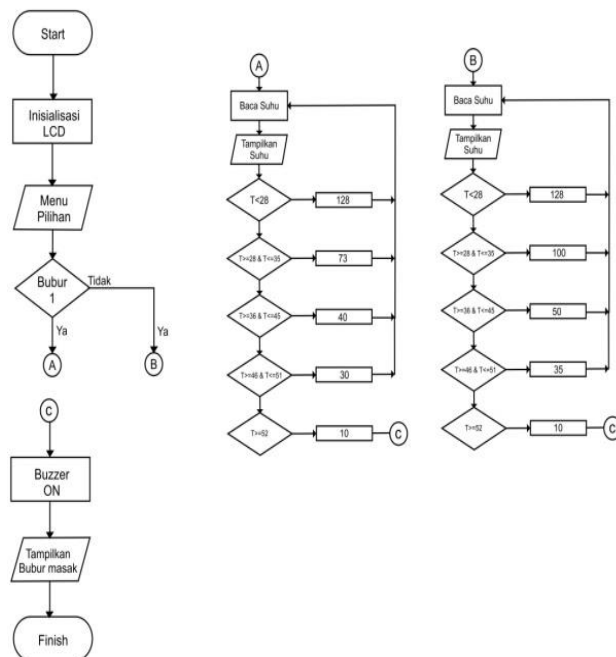 Start
Inisialisasi
LCD
Menu
Pilihan
Bubur
1
Tidak
Ya
Ya
A
B
C
Buzzer
ON
Tampilkan
Bubur masak
Finish
A
Baca Suhu
Tampilkan
Suhu
T<28
128
T>=28 & T<=35
73
T>=36 & T<=45
40
T>=46 & T<=51
30
T>=52
10
C
B
Baca Suhu
Tampilkan
Suhu
T<28
128
T>=28 & T<=35
100
T>=36 & T<=45
50
T>=46 & T<=51
35
T>=52
10
C